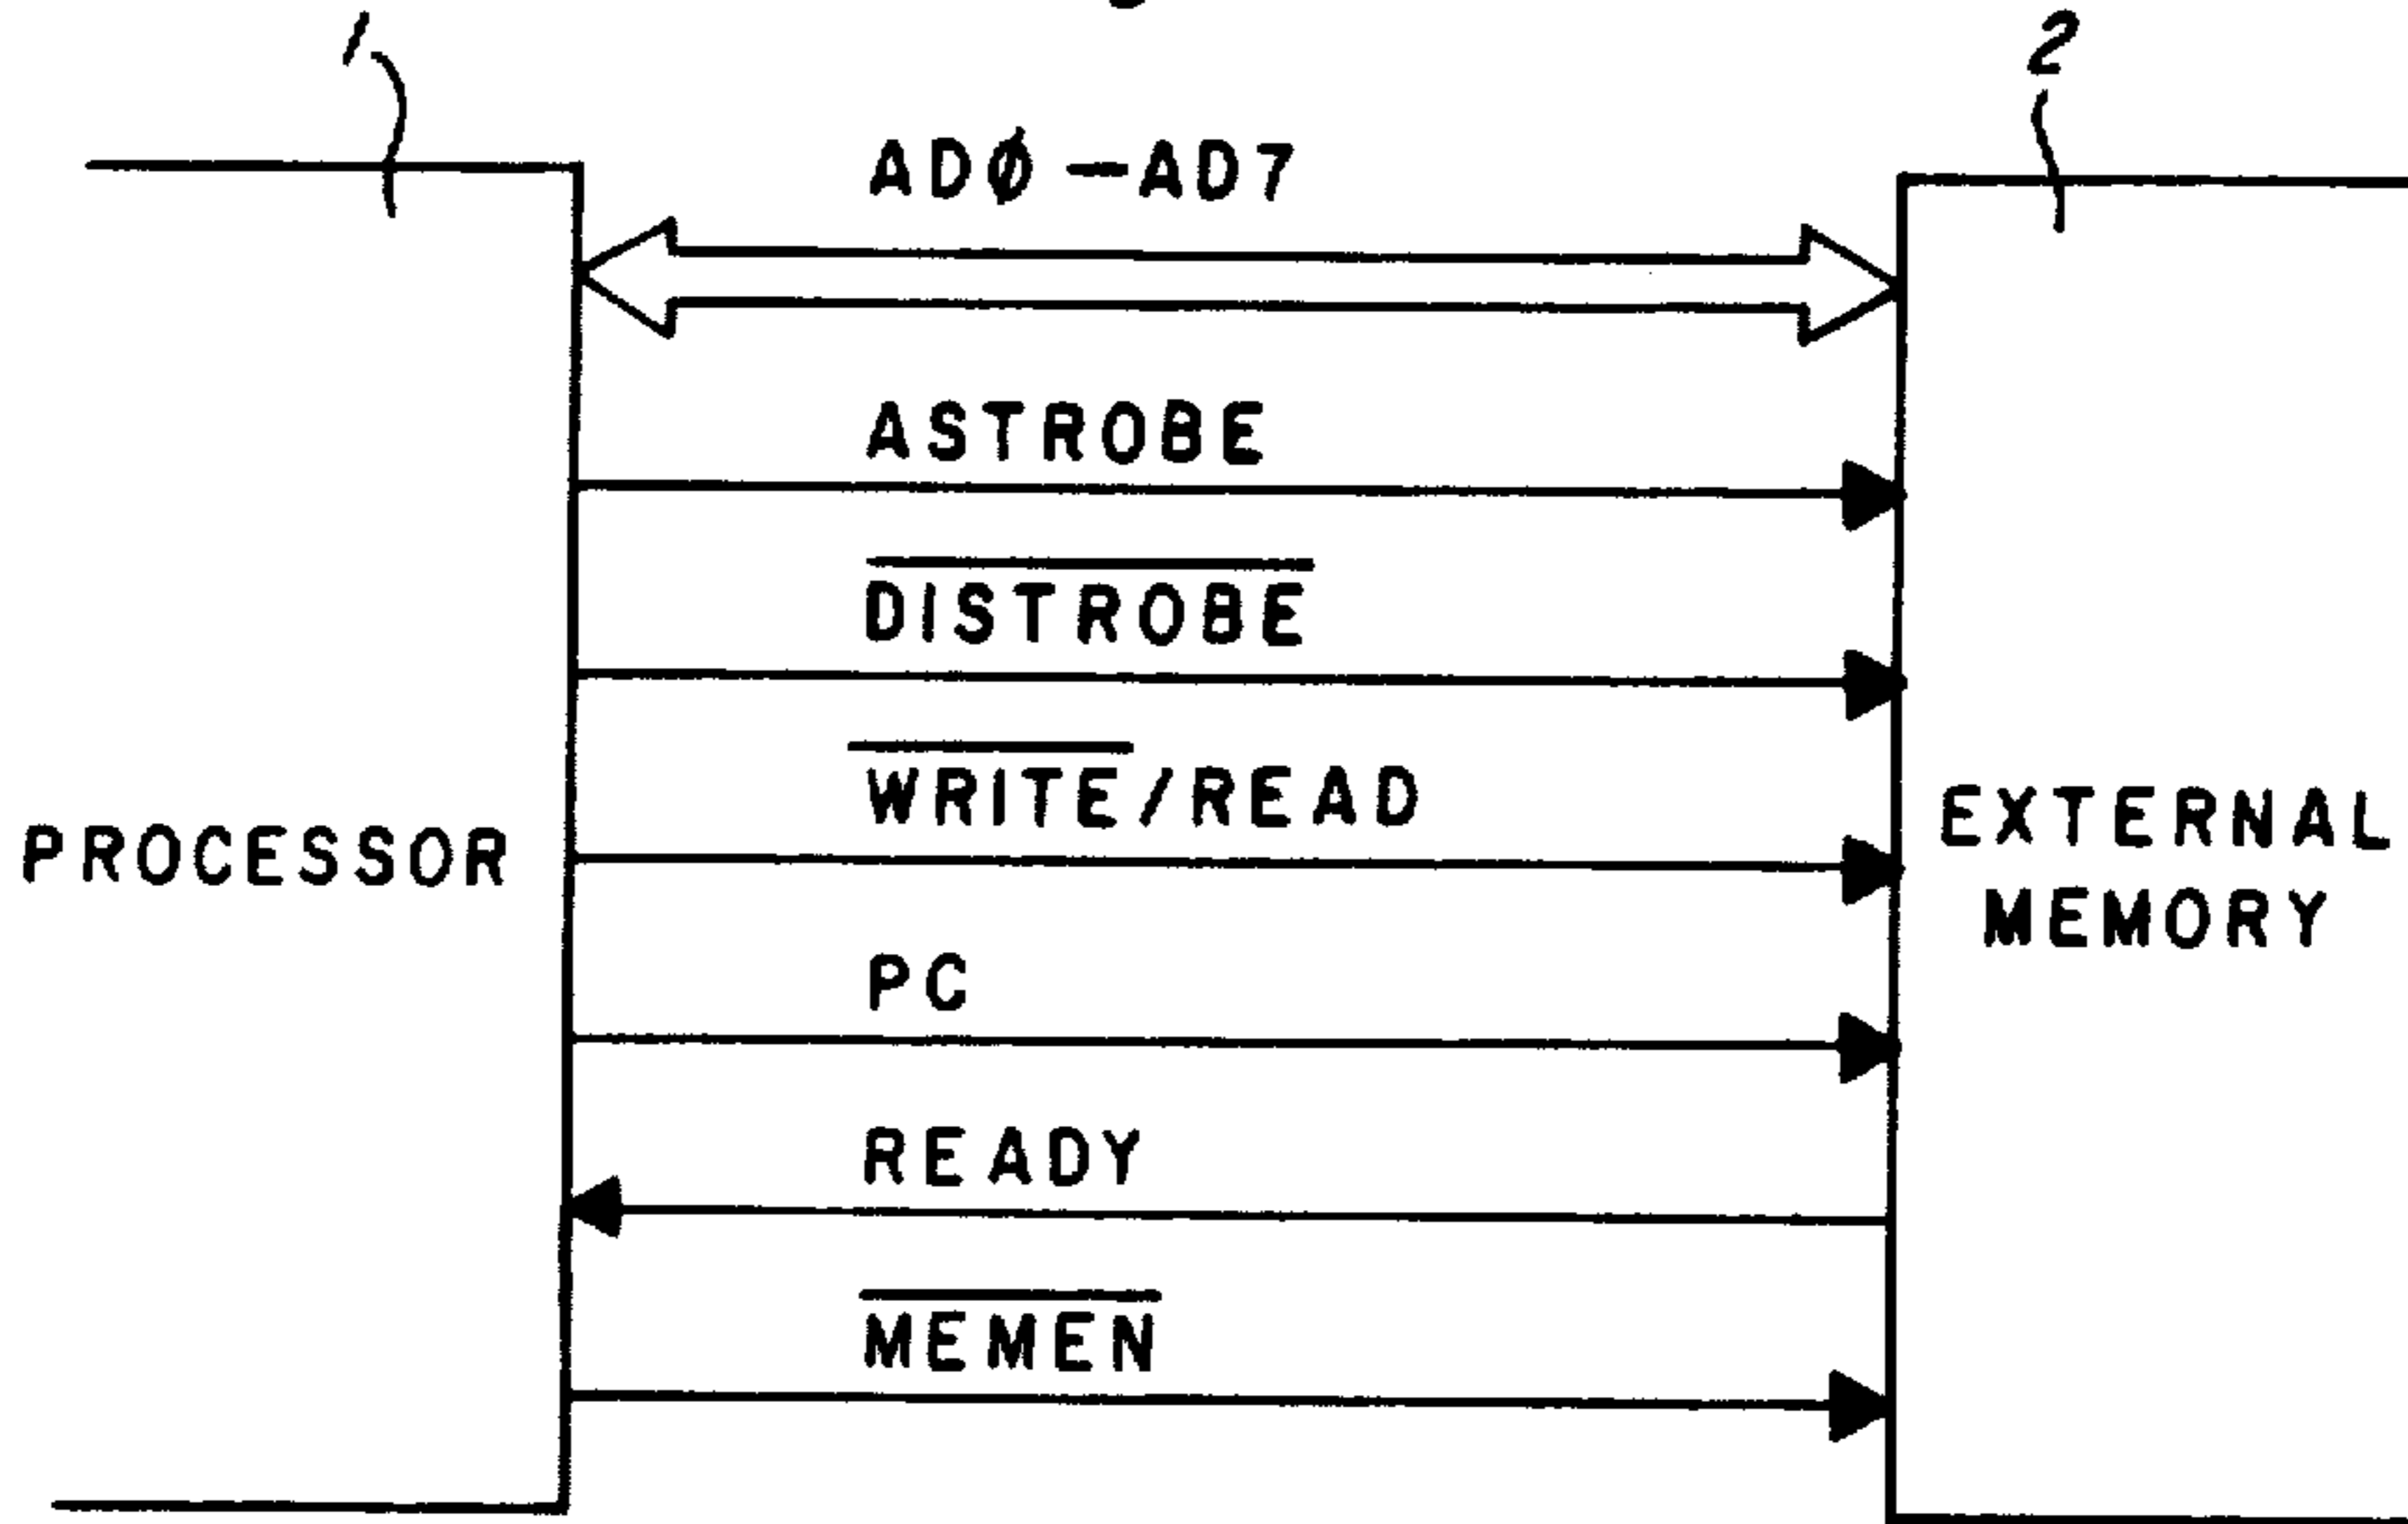 1
2
ADØ—AD7
ASTROBE
DISTROBE
WRITE/READ
PROCESSOR
EXTERNAL
MEMORY
PC
READY
MEMEN